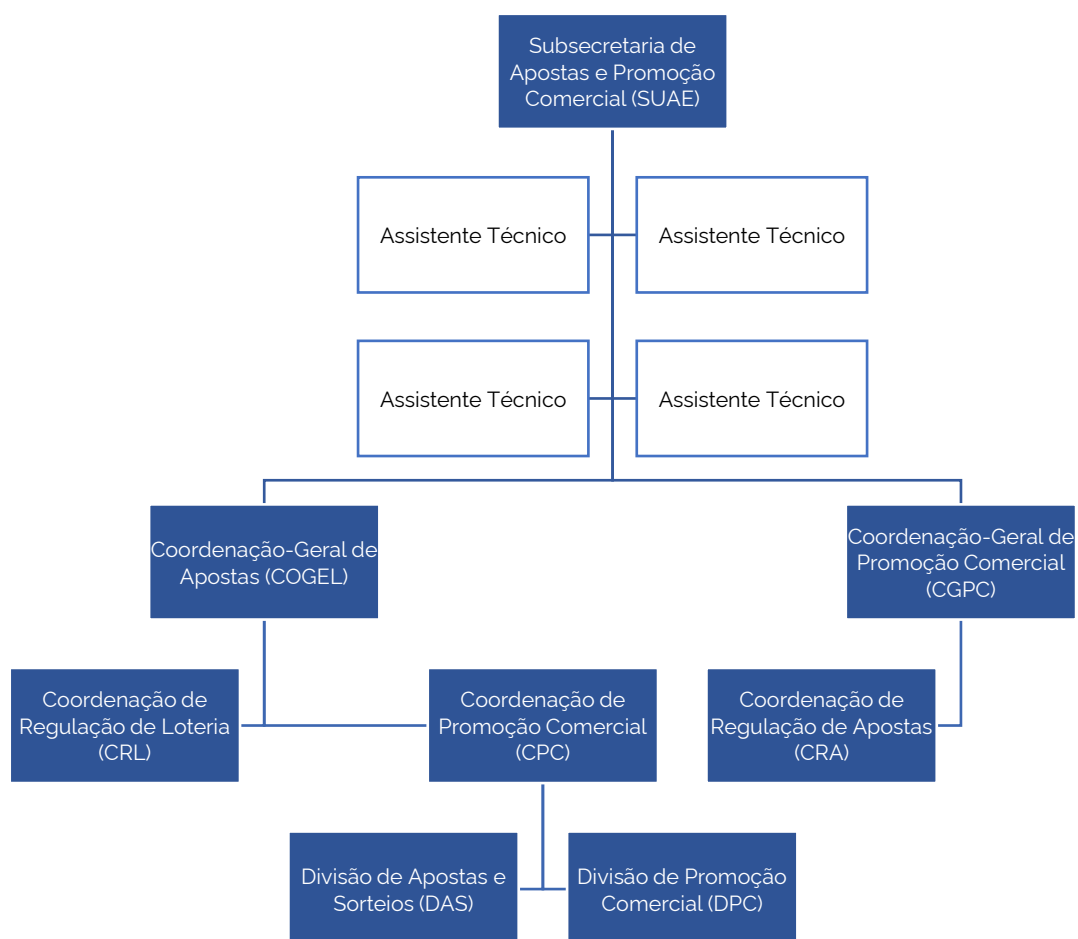 Subsecretaria de
Apostas e Promoção
Comercial (SUAE)
Assistente Técnico
Assistente Técnico
Assistente Técnico
Assistente Técnico
Coordenação-Geral de
Apostas (COGEL)
Coordenação-Geral de
Promoção Comercial
(CGPC)
Coordenação de
Regulação de Loteria
(CRL)
Coordenação de
Promoção Comercial
(CPC)
Coordenação de
Regulação de Apostas
(CRA)
Divisão de Apostas e
Sorteios (DAS)
Divisão de Promoção
Comercial (DPC)